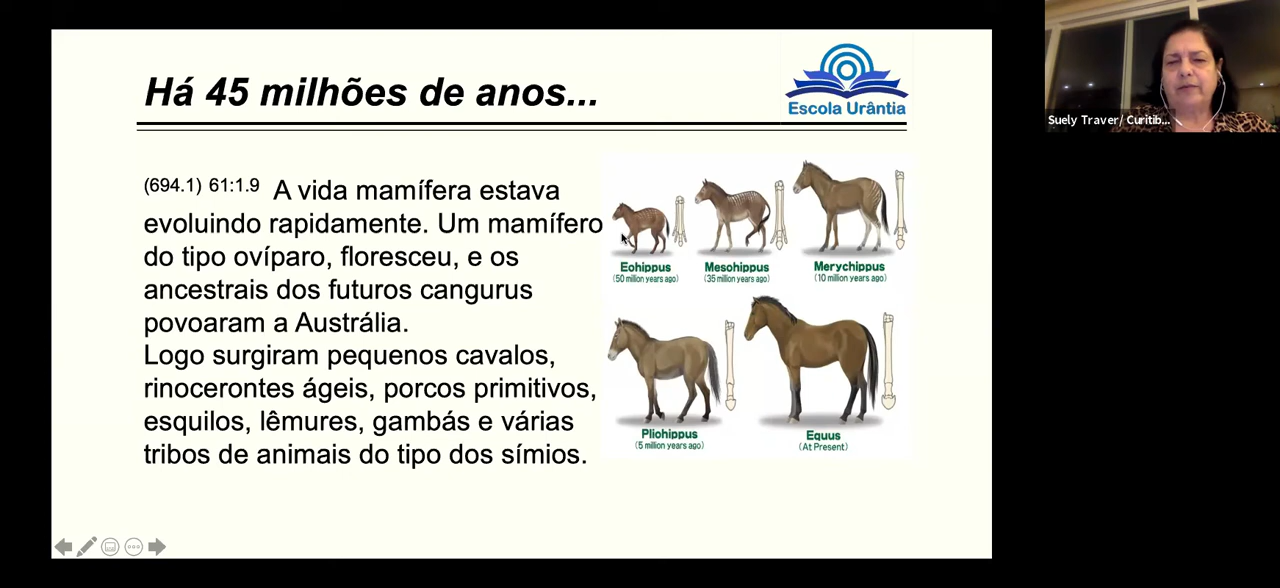 Há 45 milhões de anos...
Escola Urântia
(694.1) 61:1.9 A vida mamífera estava
evoluindo rapidamente. Um mamífero
do tipo ovíparo, floresceu, e os
ancestrais dos futuros cangurus
povoaram a Austrália.
Logo surgiram pequenos cavalos,
rinocerontes ágeis, porcos primitivos,
esquilos, lêmures, gambás e várias
tribos de animais do tipo dos símios.
Eohippus
(50 million years ago)
Mesohippus
(35 million years ago)
Merychippus
(10 million years ago)
Pliohippus
(5 million years ago)
Equus
(At Present)
Suely Traver/ Curitib...